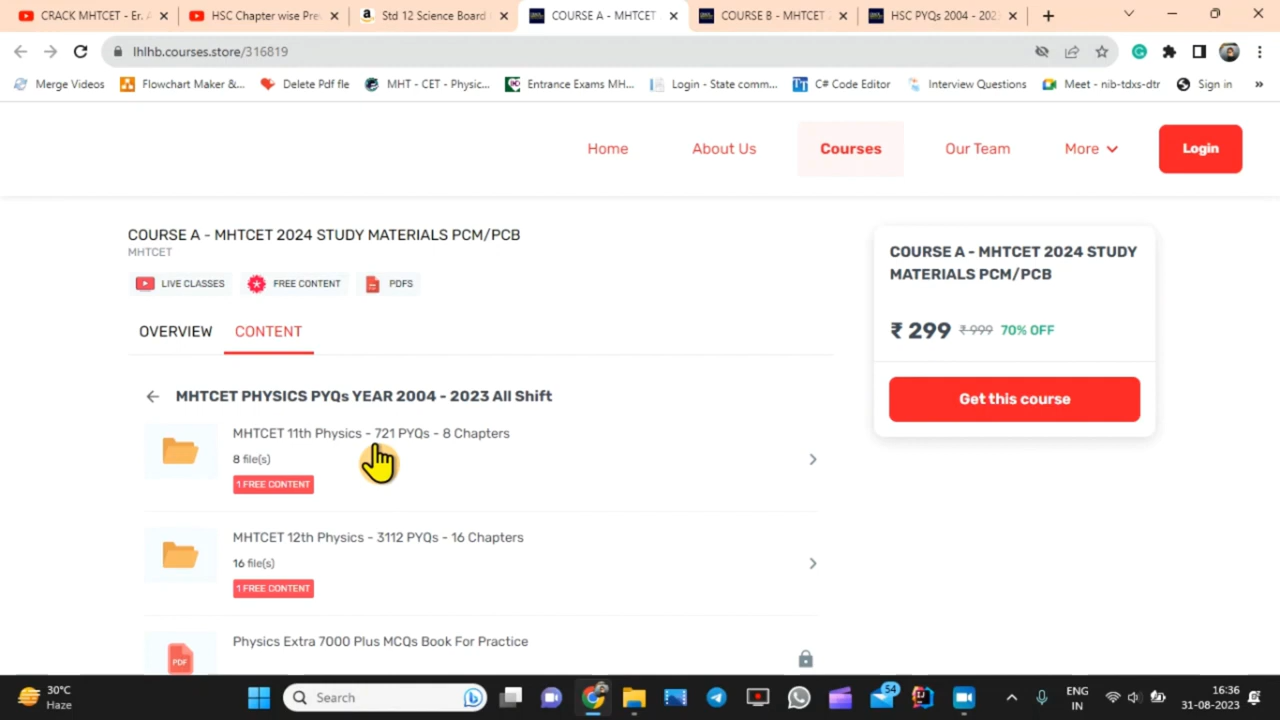 CRACK MHTCET - Er. A
HSC Chapter wise Prev
Std 12 Science Board
COURSE A - MHTCET
COURSE B - MHTCET 2
HSC PYQs 2004 - 2023
lhlhb.courses.store/316819
Merge Videos
Flowchart Maker &...
Delete Pdf fle
MHT - CET - Physic...
Entrance Exams MH...
Login - State comm...
C# Code Editor
Interview Questions
Meet - nib-tdxs-dtr
Sign in
»
Home
About Us
Courses
Our Team
More
Login
COURSE A - MHTCET 2024 STUDY MATERIALS PCM/PCB
MHTCET
LIVE CLASSES
FREE CONTENT
PDFS
OVERVIEW
CONTENT
MHTCET PHYSICS PYQs YEAR 2004 - 2023 All Shift
MHTCET 11th Physics - 721 PYQs - 8 Chapters
8 file(s)
1 FREE CONTENT
MHTCET 12th Physics - 3112 PYQs - 16 Chapters
16 file(s)
1 FREE CONTENT
PDF
Physics Extra 7000 Plus MCQs Book For Practice
COURSE A - MHTCET 2024 STUDY
MATERIALS PCM/PCB
₹ 299 ₹ 999 70% OFF
Get this course
30°C
Haze
Search
54
ENG
IN
16:36
31-08-2023